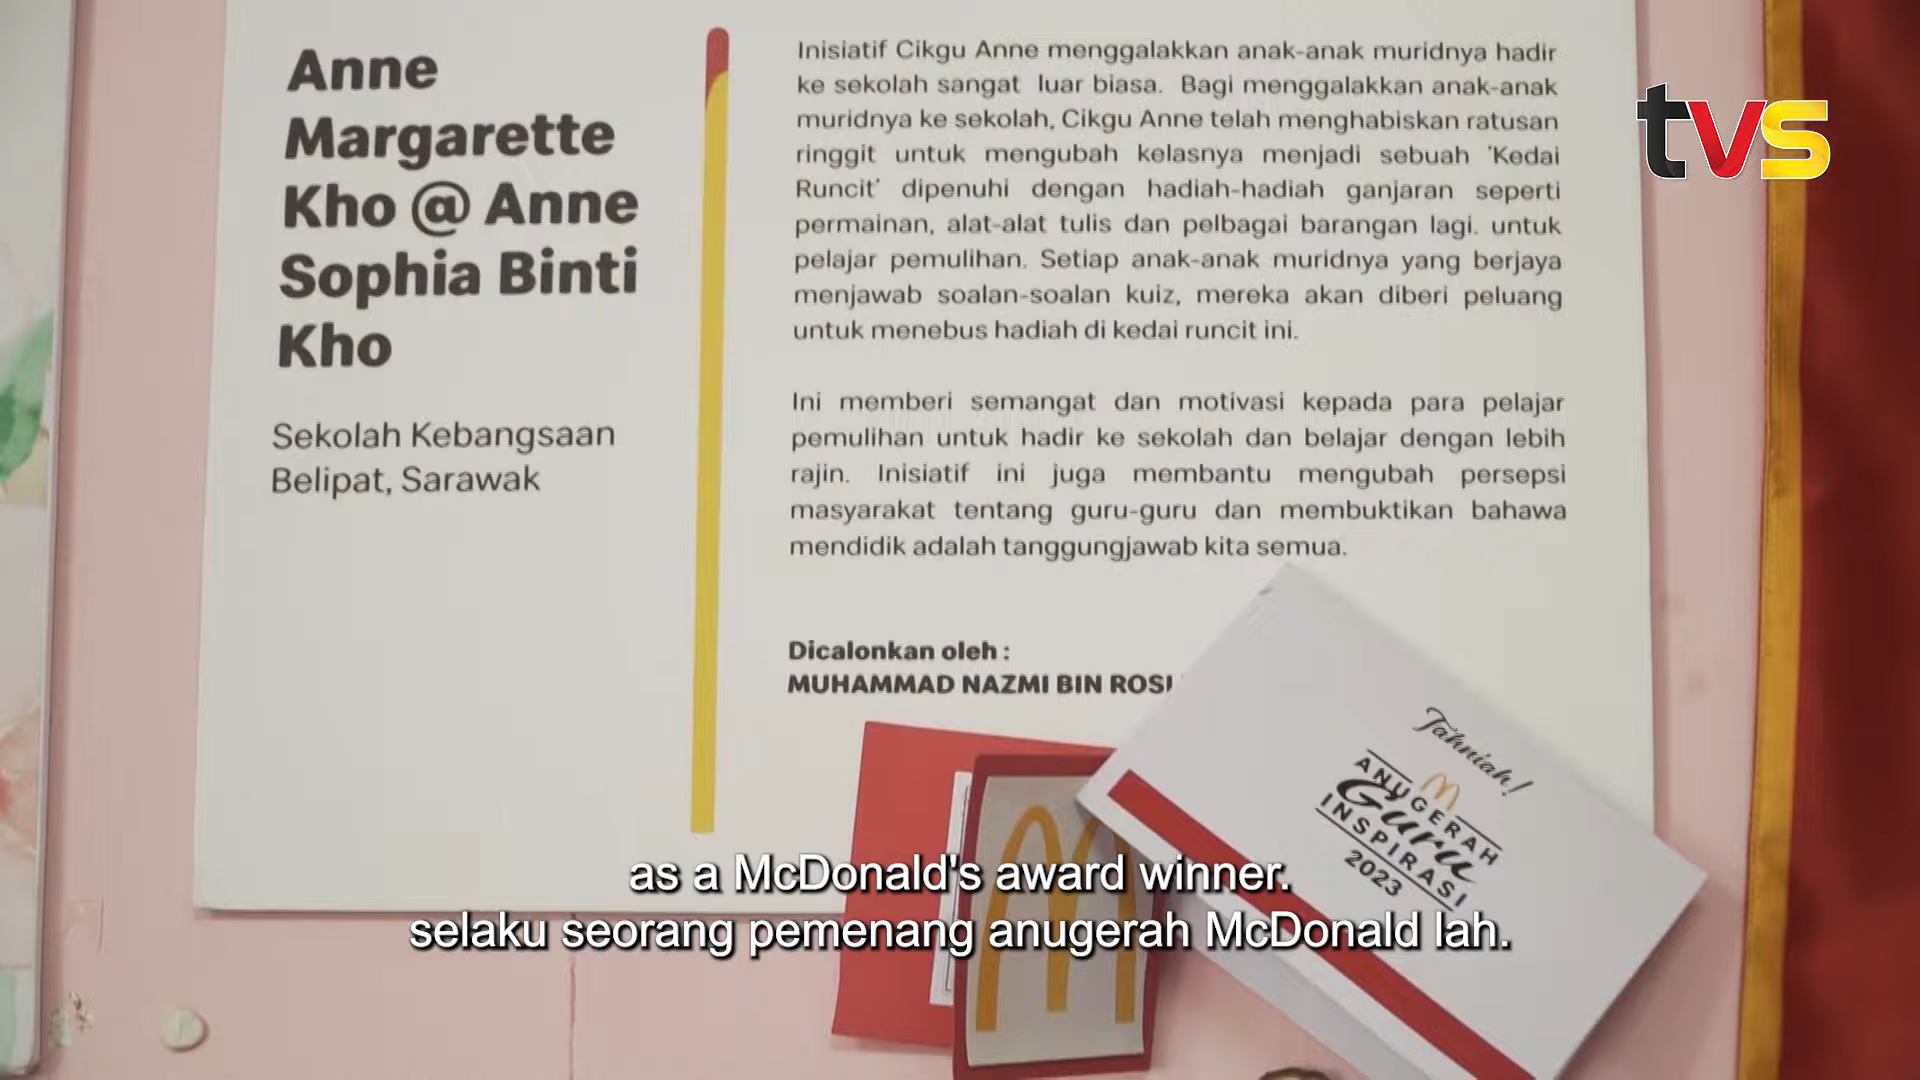 Anne
Margarette
Kho @ Anne
Sophia Binti
Kho
Sekolah Kebangsaan
Belipat, Sarawak
Inisiatif Cikgu Anne menggalakkan anak-anak muridnya hadir
ke sekolah sangat luar biasa. Bagi menggalakkan anak-anak
muridnya ke sekolah, Cikgu Anne telah menghabiskan ratusan
ringgit untuk mengubah kelasnya menjadi sebuah 'Kedai
Runcit' dipenuhi dengan hadiah-hadiah ganjaran seperti
permainan, alat-alat tulis dan pelbagai barangan lagi. untuk
pelajar pemulihan. Setiap anak-anak muridnya yang berjaya
menjawab soalan-soalan kuiz, mereka akan diberi peluang
untuk menebus hadiah di kedai runcit ini.
Ini memberi semangat dan motivasi kepada para pelajar
pemulihan untuk hadir ke sekolah dan belajar dengan lebih
rajin. Inisiatif ini juga membantu mengubah persepsi
masyarakat tentang guru-guru dan membuktikan bahawa
mendidik adalah tanggungjawab kita semua.
Dicalonkan oleh :
MUHAMMAD NAZMI BIN ROSLI
tvs
Tahniah!
ANUGERAH
Guru
INSPIRASI
2023
as a McDonald's award winner.
selaku seorang pemenang anugerah McDonald lah.